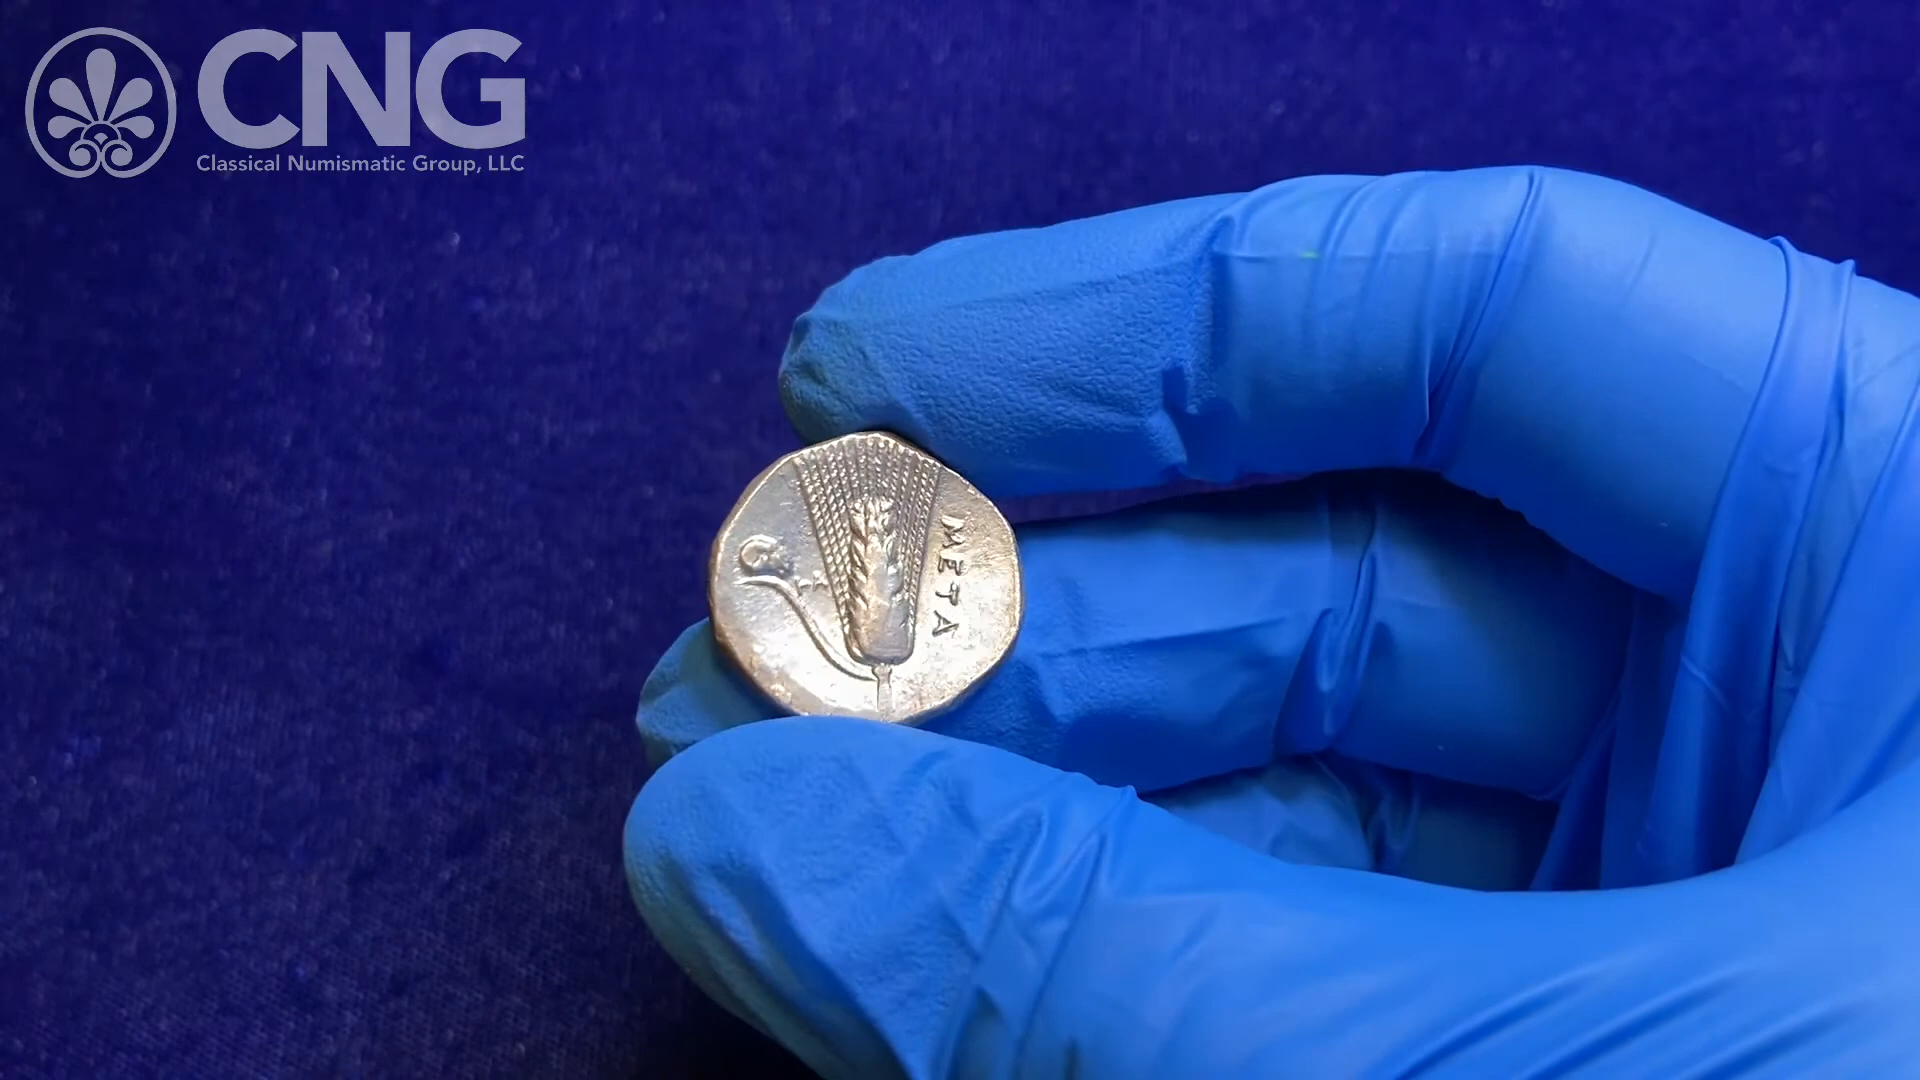 CNG
Classical Numismatic Group, LLC
ΜΕΤΑ